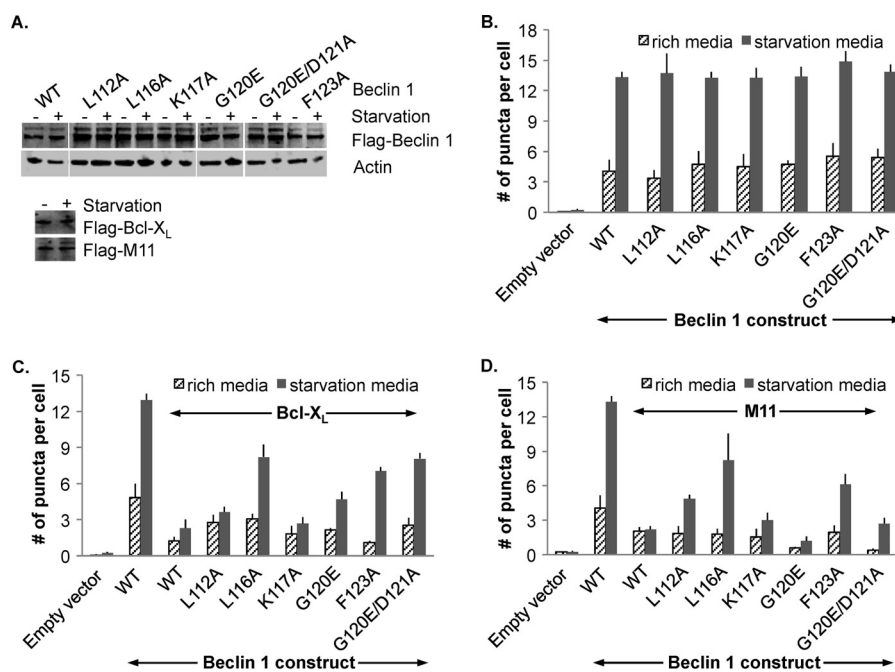 A.
WT
L112A
L116A
K117A
G120E
G120E/D121A
F123A
Beclin 1
- + - + - + - + - + - + - +
Starvation
Flag-Beclin 1
Actin
- + Starvation
Flag-Bcl-XL
Flag-M11
B.
rich media
starvation media
# of puncta per cell
18
15
12
9
6
3
0
Empty vector
WT
L112A
L116A
K117A
G120E
F123A
G120E/D121A
Beclin 1 construct
C.
rich media
starvation media
Bcl-XL
# of puncta per cell
15
12
9
6
3
0
Empty vector
WT
WT
L112A
L116A
K117A
G120E
F123A
G120E/D121A
Beclin 1 construct
D.
rich media
starvation media
M11
# of puncta per cell
15
12
9
6
3
0
Empty vector
WT
WT
L112A
L116A
K117A
G120E
F123A
G120E/D121A
Beclin 1 construct